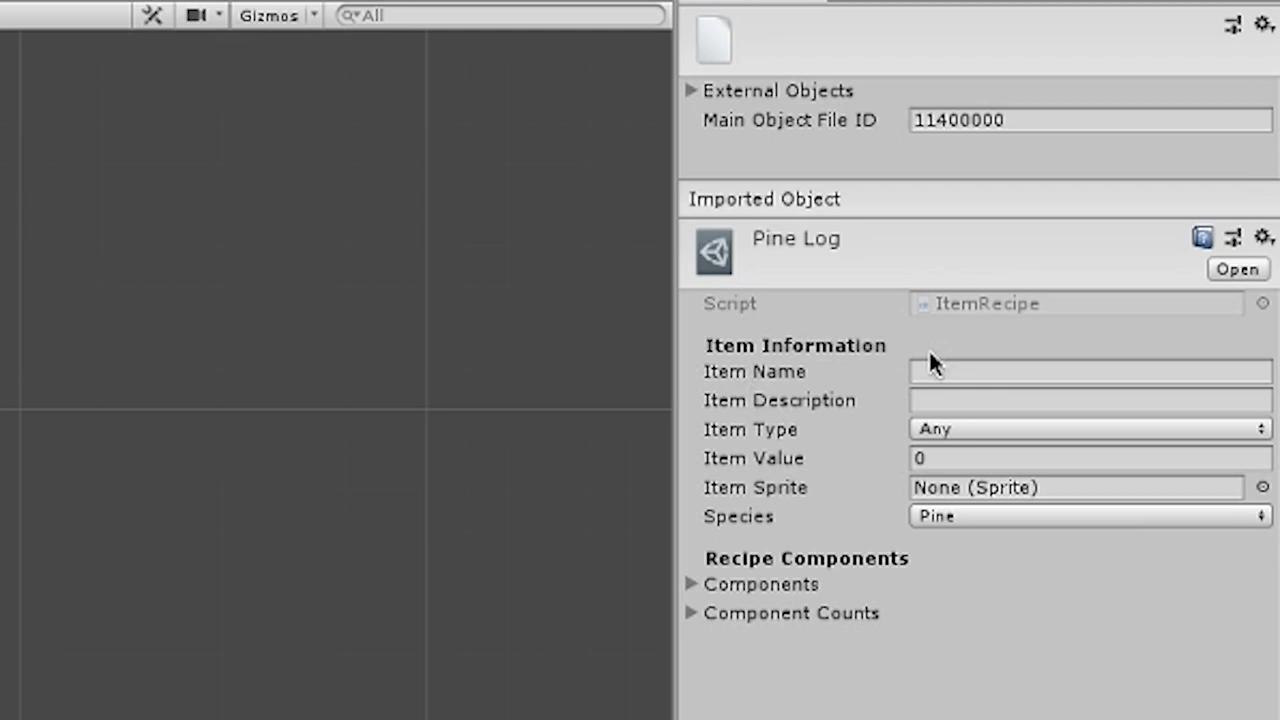 Gizmos All
External Objects
Main Object File ID 11400000
Imported Object
Pine Log
Open
Script ItemRecipe
Item Information
Item Name
Item Description
Item Type Any
Item Value 0
Item Sprite None (Sprite)
Species Pine
Recipe Components
Components
Component Counts